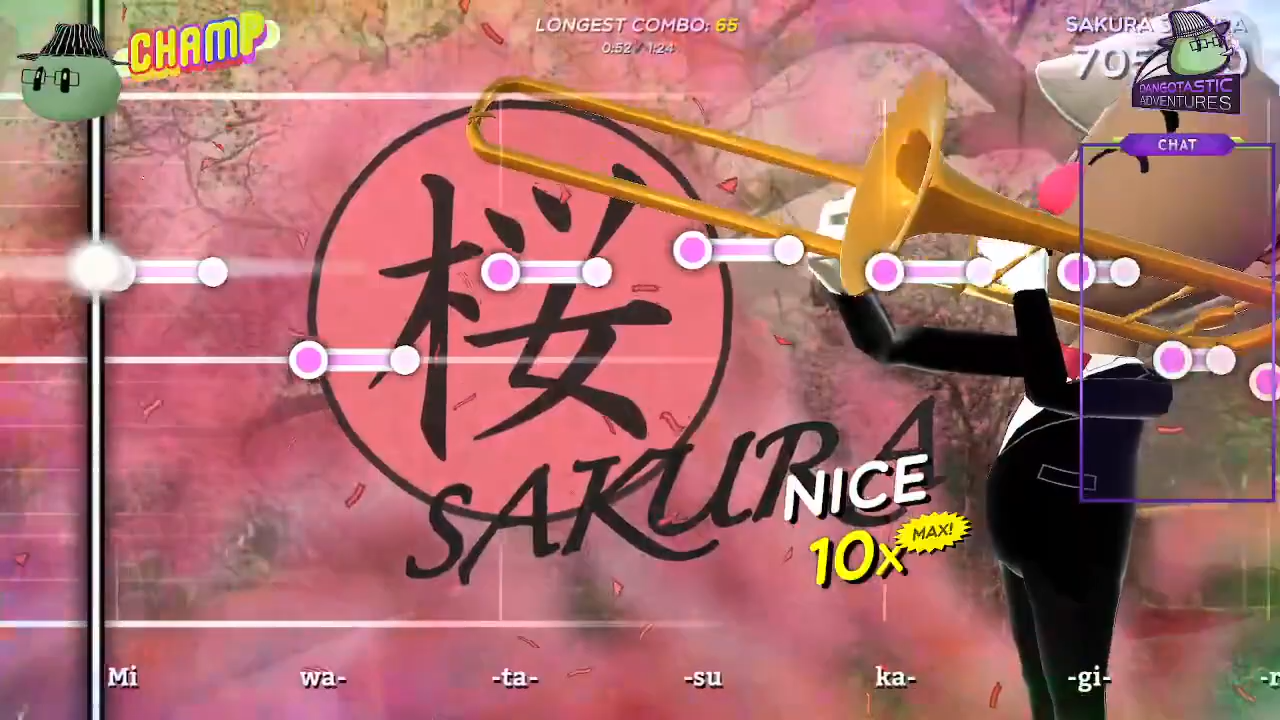 CHAMP
LONGEST COMBO: 65
0:52 / 1:24
SAKURA
DANGOTASTIC
ADVENTURES
CHAT
桜
SAKURA
NICE
10x
MAX!
Mi wa- -ta- -su ka- -gi-